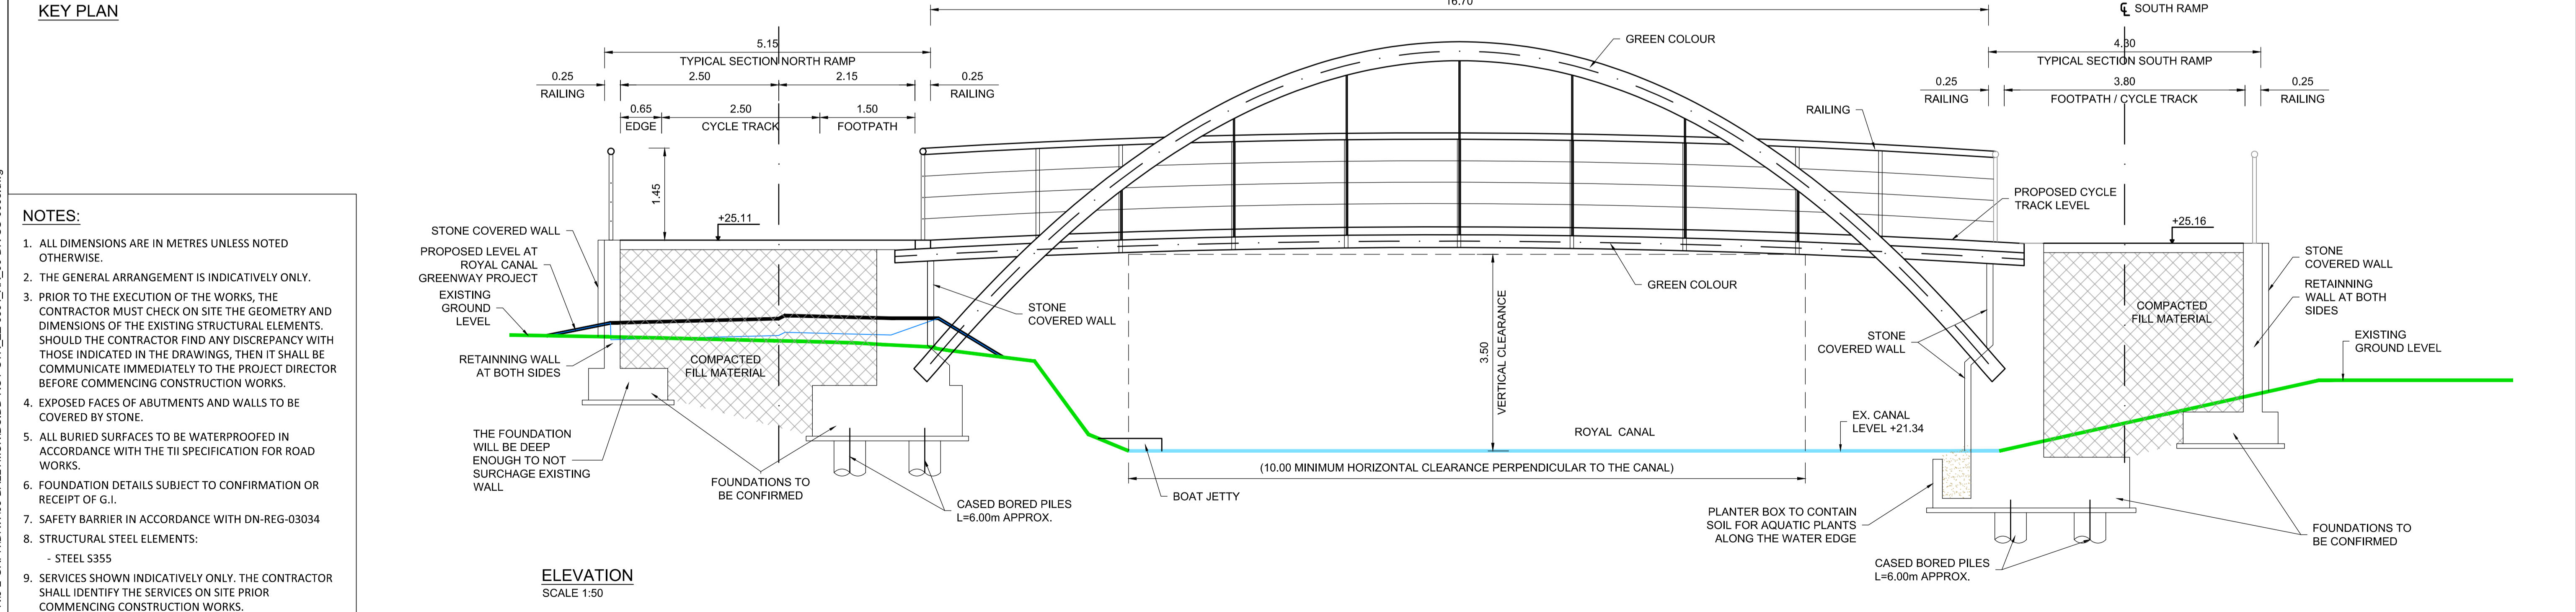 KEY PLAN
16.70
℄ SOUTH RAMP
5.15
TYPICAL SECTION NORTH RAMP
0.25
RAILING
2.50
2.15
0.25
RAILING
0.65
EDGE
2.50
CYCLE TRACK
1.50
FOOTPATH
GREEN COLOUR
RAILING
4.30
TYPICAL SECTION SOUTH RAMP
0.25
RAILING
3.80
FOOTPATH / CYCLE TRACK
0.25
RAILING
1.45
+25.11
STONE COVERED WALL
PROPOSED LEVEL AT
ROYAL CANAL
GREENWAY PROJECT
EXISTING
GROUND
LEVEL
RETAINNING WALL
AT BOTH SIDES
COMPACTED
FILL MATERIAL
THE FOUNDATION
WILL BE DEEP
ENOUGH TO NOT
SURCHAGE EXISTING
WALL
FOUNDATIONS TO
BE CONFIRMED
CASED BORED PILES
L=6.00m APPROX.
STONE
COVERED WALL
BOAT JETTY
3.50
VERTICAL CLEARANCE
GREEN COLOUR
ROYAL CANAL
(10.00 MINIMUM HORIZONTAL CLEARANCE PERPENDICULAR TO THE CANAL)
EX. CANAL
LEVEL +21.34
STONE
COVERED WALL
PROPOSED CYCLE
TRACK LEVEL
+25.16
COMPACTED
FILL MATERIAL
STONE
COVERED WALL
RETAINNING
WALL AT BOTH
SIDES
EXISTING
GROUND LEVEL
PLANTER BOX TO CONTAIN
SOIL FOR AQUATIC PLANTS
ALONG THE WATER EDGE
CASED BORED PILES
L=6.00m APPROX.
FOUNDATIONS TO
BE CONFIRMED
ELEVATION
SCALE 1:50
NOTES:
1. ALL DIMENSIONS ARE IN METRES UNLESS NOTED
OTHERWISE.
2. THE GENERAL ARRANGEMENT IS INDICATIVELY ONLY.
3. PRIOR TO THE EXECUTION OF THE WORKS, THE
CONTRACTOR MUST CHECK ON SITE THE GEOMETRY AND
DIMENSIONS OF THE EXISTING STRUCTURAL ELEMENTS.
SHOULD THE CONTRACTOR FIND ANY DISCREPANCY WITH
THOSE INDICATED IN THE DRAWINGS, THEN IT SHALL BE
COMMUNICATE IMMEDIATELY TO THE PROJECT DIRECTOR
BEFORE COMMENCING CONSTRUCTION WORKS.
4. EXPOSED FACES OF ABUTMENTS AND WALLS TO BE
COVERED BY STONE.
5. ALL BURIED SURFACES TO BE WATERPROOFED IN
ACCORDANCE WITH THE TII SPECIFICATION FOR ROAD
WORKS.
6. FOUNDATION DETAILS SUBJECT TO CONFIRMATION OR
RECEIPT OF G.I.
7. SAFETY BARRIER IN ACCORDANCE WITH DN-REG-03034
8. STRUCTURAL STEEL ELEMENTS:
- STEEL S355
9. SERVICES SHOWN INDICATIVELY ONLY. THE CONTRACTOR
SHALL IDENTIFY THE SERVICES ON SITE PRIOR
COMMENCING CONSTRUCTION WORKS.